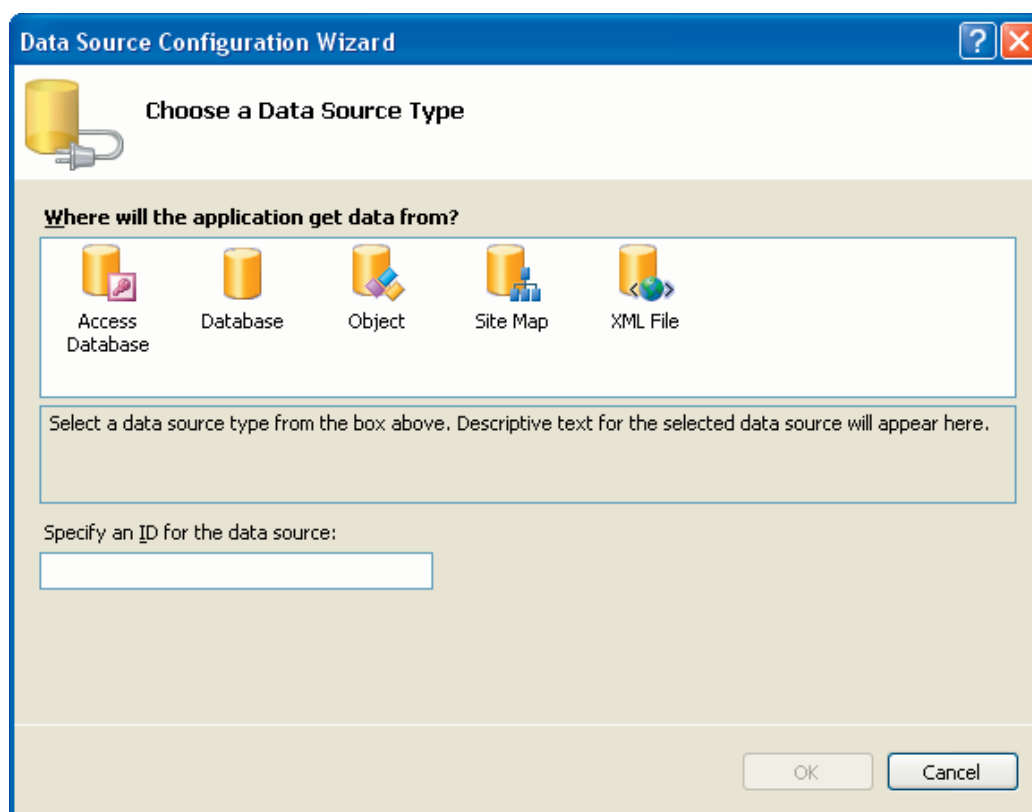 Data Source Configuration Wizard
Choose a Data Source Type
Where will the application get data from?
Access Database
Database
Object
Site Map
XML File
Select a data source type from the box above. Descriptive text for the selected data source will appear here.
Specify an ID for the data source:
OK
Cancel